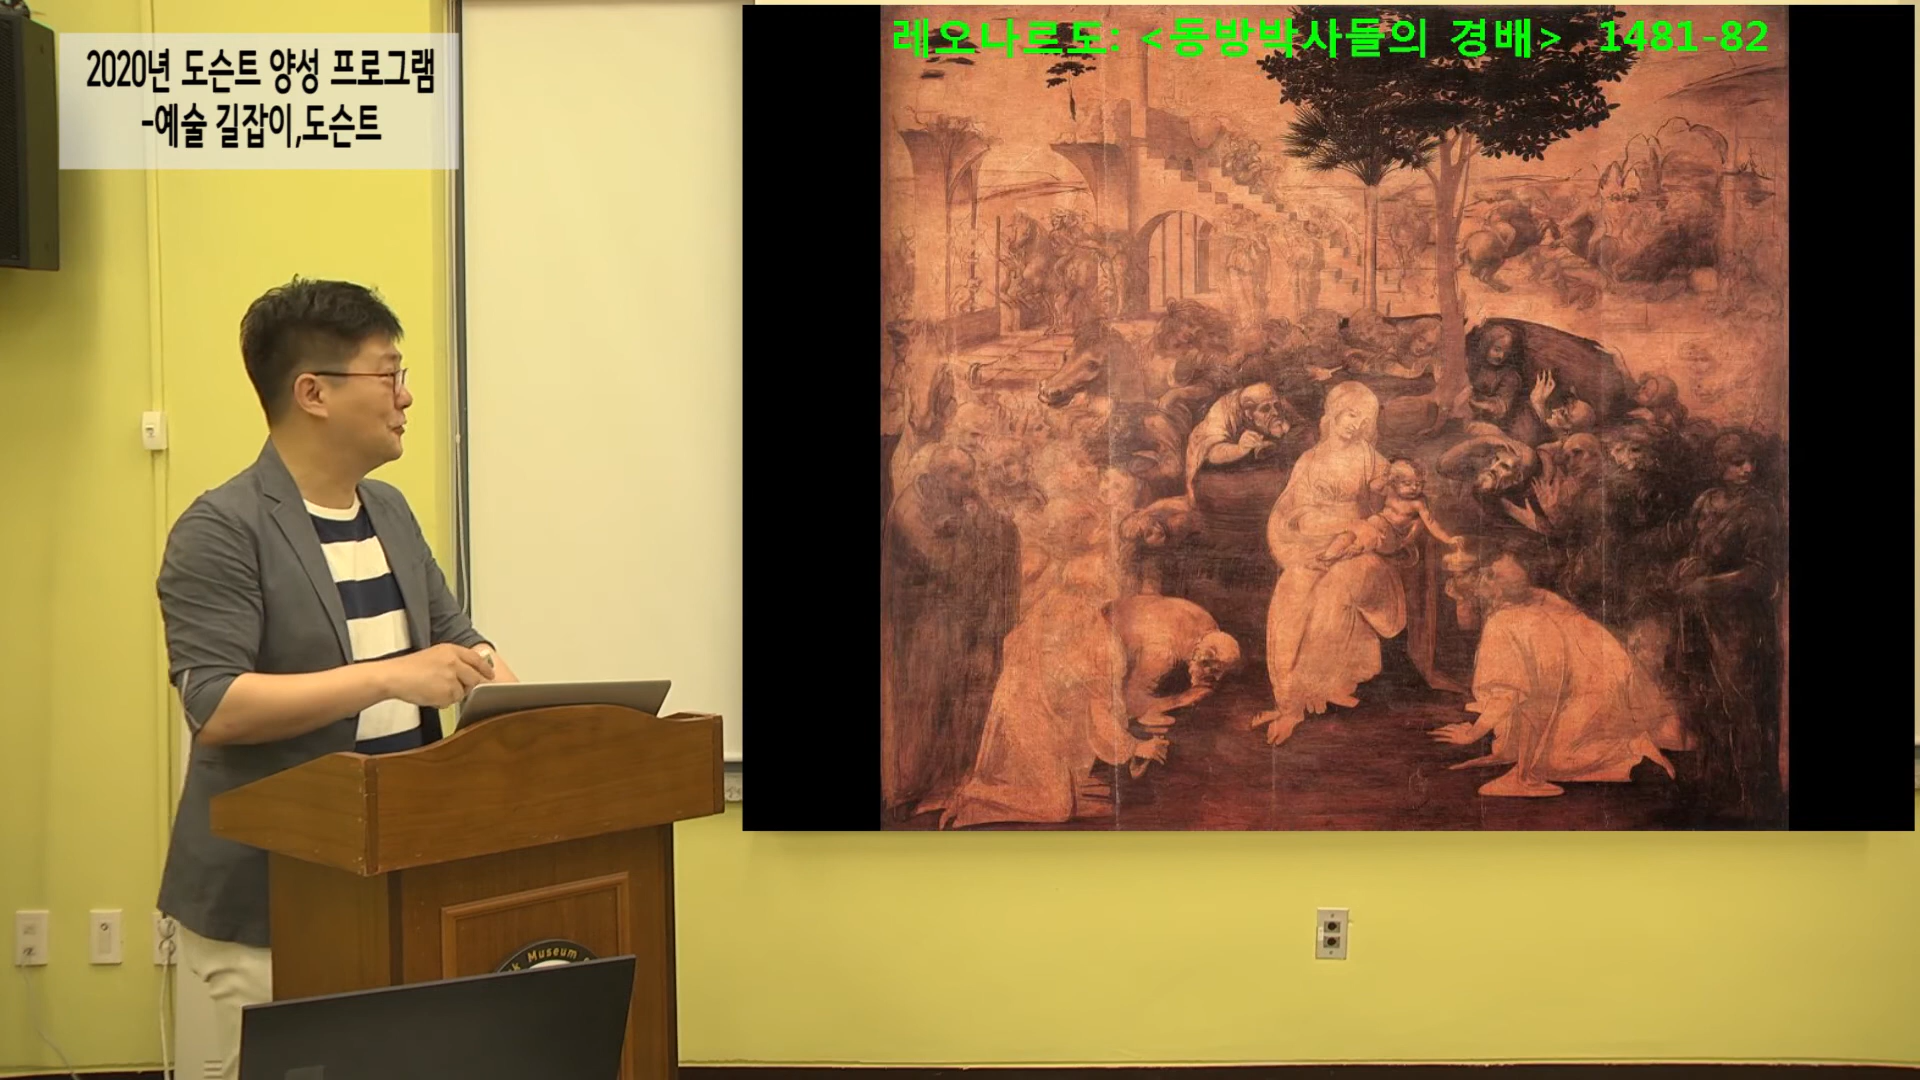 2020년 도슨트 양성 프로그램
-예술 길잡이,도슨트
레오나르도: <동방박사들의 경배> 1481-82
Museum